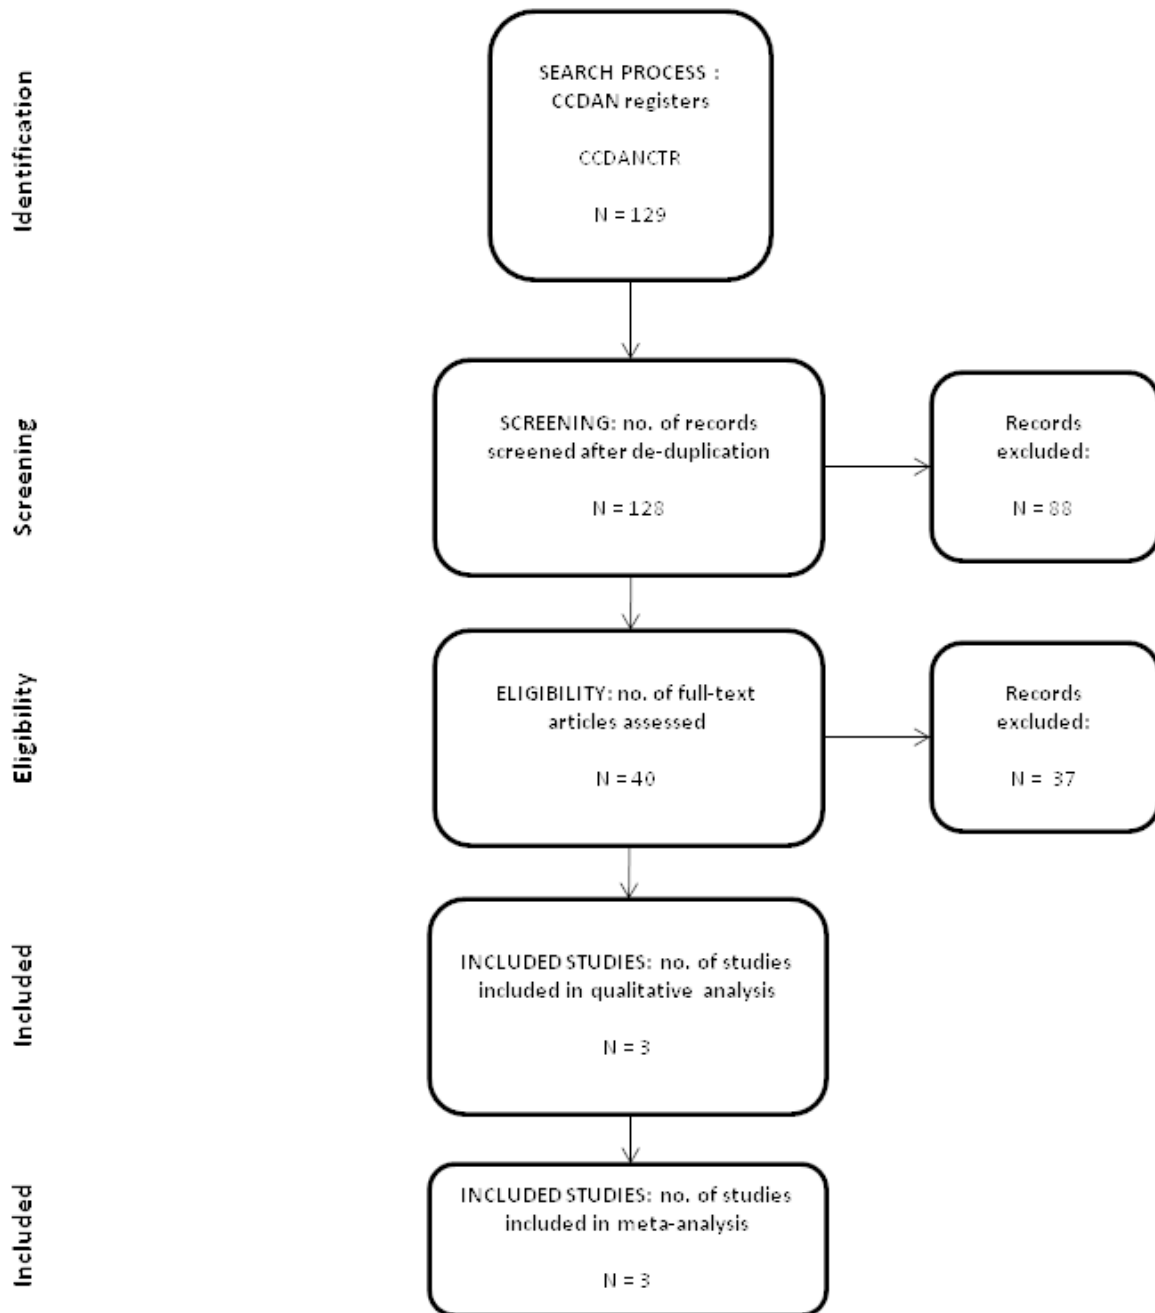 Identification
SEARCH PROCESS :
CCDAN registers
CCDANCTR
N = 129
Screening
SCREENING: no. of records
screened after de-duplication
N = 128
Records
excluded:
N = 88
Eligibility
ELIGIBILITY: no. of full-text
articles assessed
N = 40
Records
excluded:
N = 37
Included
INCLUDED STUDIES: no. of studies
included in qualitative analysis
N = 3
Included
INCLUDED STUDIES: no. of studies
included in meta-analysis
N = 3